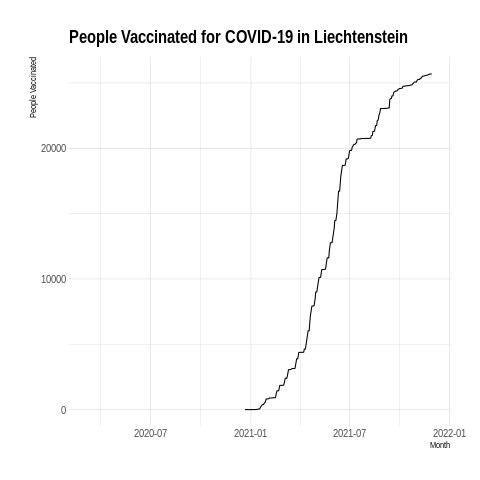 People Vaccinated for COVID-19 in Liechtenstein
People Vaccinated
20000
10000
0
2020-07 2021-01 2021-07 2022-01
Month